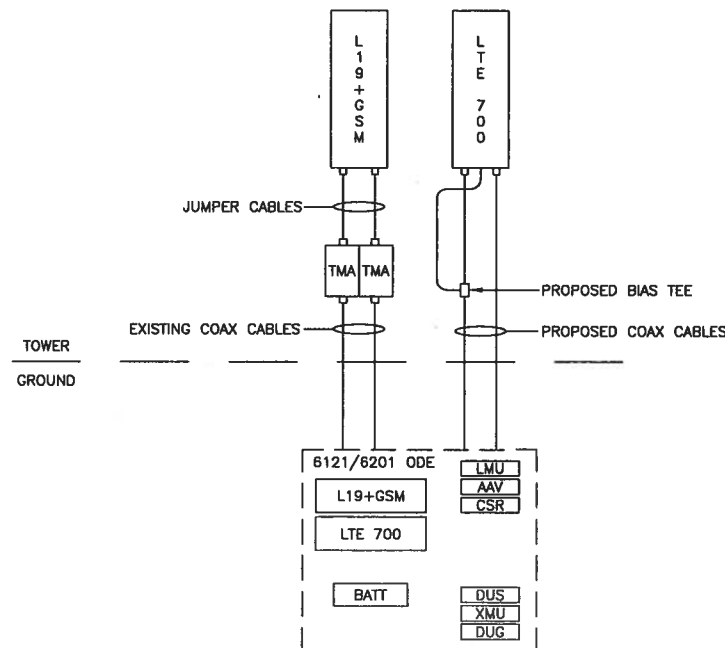 L19+GSM
LTE 700
JUMPER CABLES
TMA TMA
PROPOSED BIAS TEE
EXISTING COAX CABLES
PROPOSED COAX CABLES
TOWER
GROUND
6121/6201 ODE
LMU
AAV
CSR
L19+GSM
LTE 700
BATT
DUS
XMU
DUG